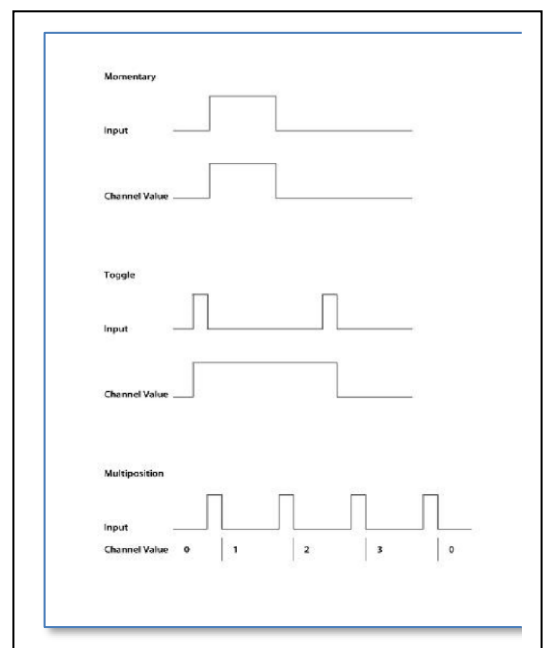 Momentary
Input
Channel Value
Toggle
Input
Channel Value
Multiposition
Input
Channel Value 0 1 2 3 0